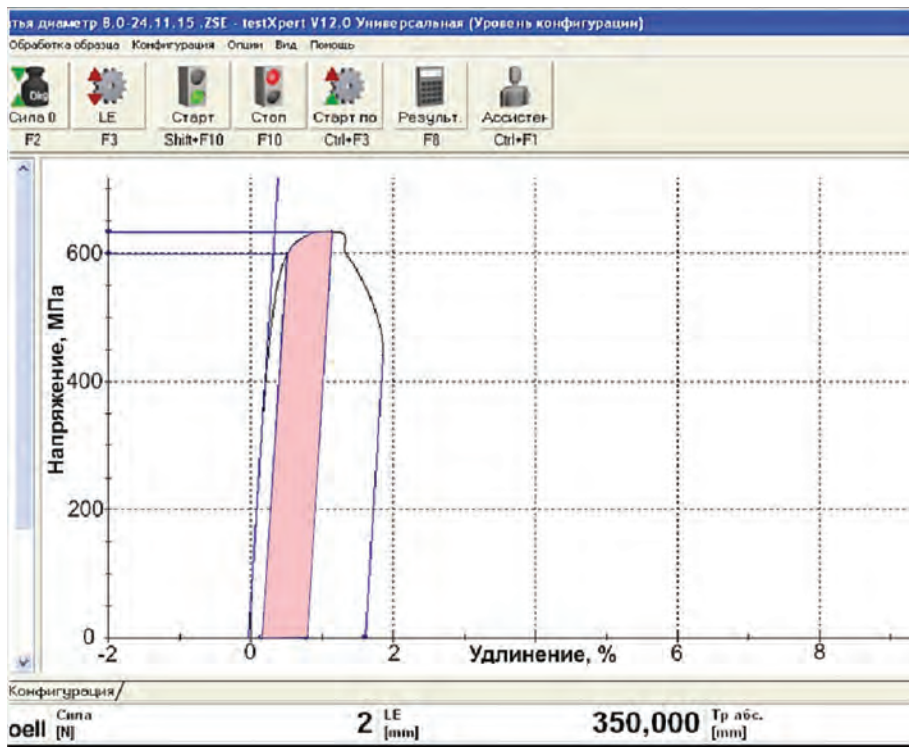 тья диаметр 8.0-24.11.15 .ZSE - testXpert V12.0 Универсальная (Уровень конфигурации)
Обработка образца Конфигурация Опции Вид Помощь
0kg
Сила 0 LE Старт Стоп Старт по Результ. Ассистен
F2 F3 Shift+F10 F10 Ctrl+F3 F8 Ctrl+F1
Напряжение, МПа
600
400
200
0
-2 0 2 Удлинение, % 6 8
Конфигурация
oell Сила [N] 2 LE [mm] 350,000 Тр абс. [mm]